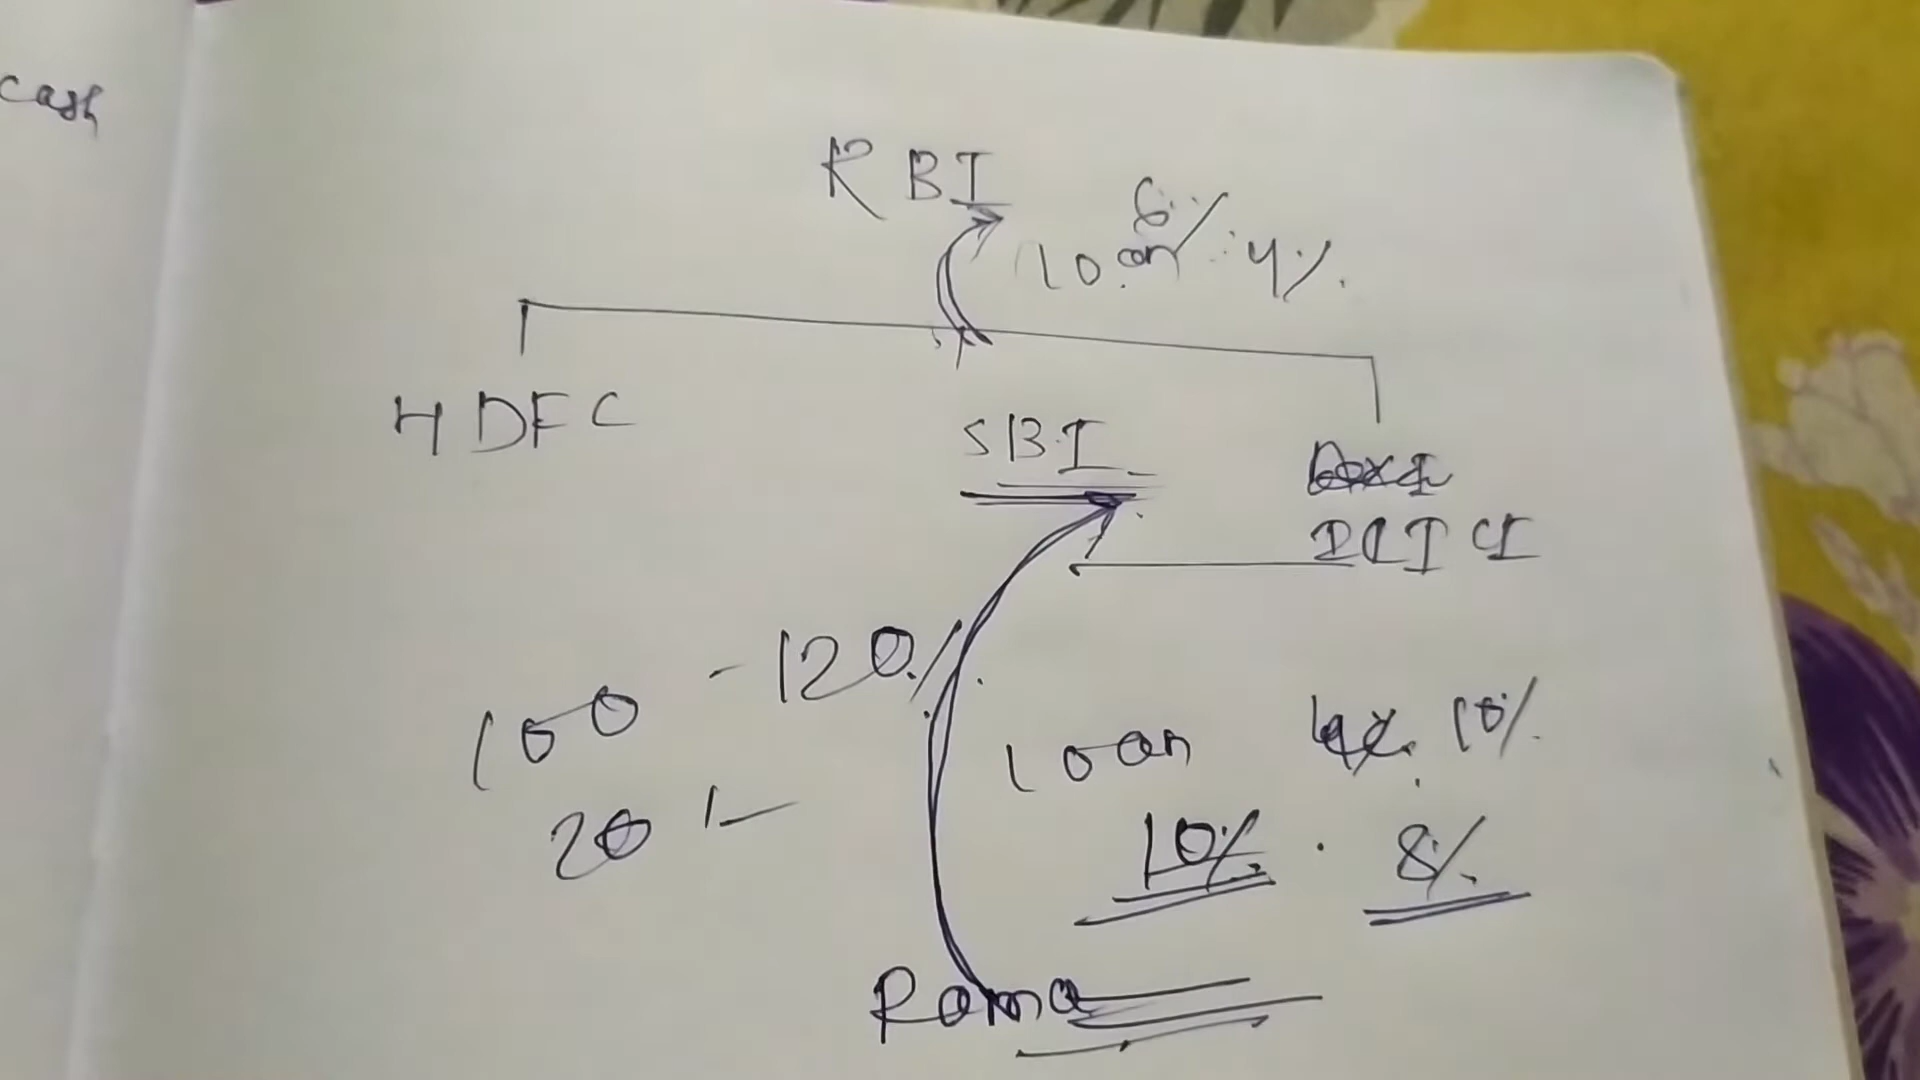 cash
RBI
6%
loan 4%.
HDFC
SBI
ICICI
100 - 120/.
20/-
loan 10%.
10% . 8%.
Rama